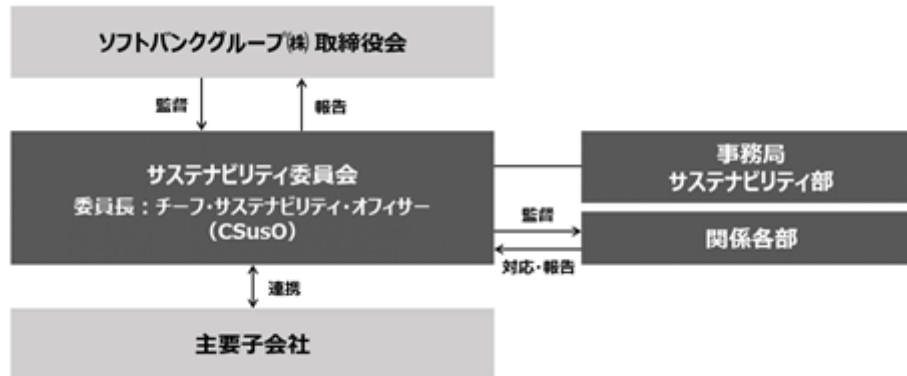 ソフトバンクグループ㈱ 取締役会
監督
報告
サステナビリティ委員会
委員長：チーフ・サステナビリティ・オフィサー
（CSusO）
事務局
サステナビリティ部
監督
関係各部
対応・報告
連携
主要子会社